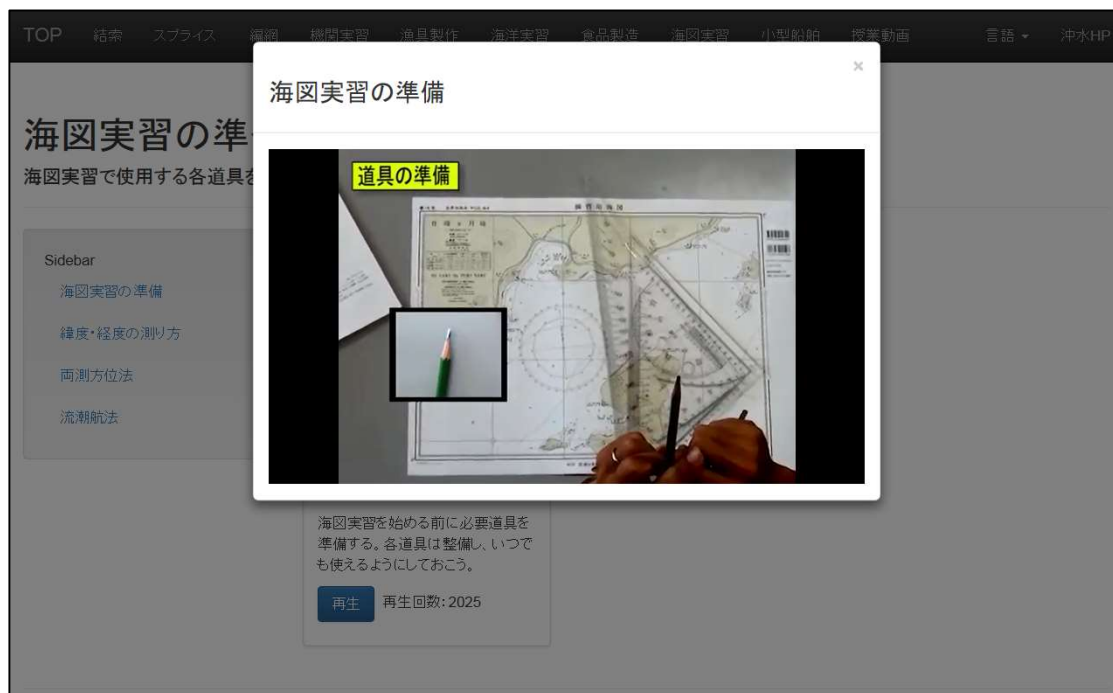 TOP 結索 スプライス 編網 機関実習 漁具製作 海洋実習 食品製造 海図実習 小型船舶 授業動画 言語 沖水HP
×
海図実習の準備
道具の準備
海図実習の準
海図実習で使用する各道具を
Sidebar
海図実習の準備
緯度・経度の測り方
両測方位法
流潮航法
海図実習を始める前に必要道具を
準備する。各道具は整備し、いつで
も使えるようにしておこう。
再生 再生回数: 2025